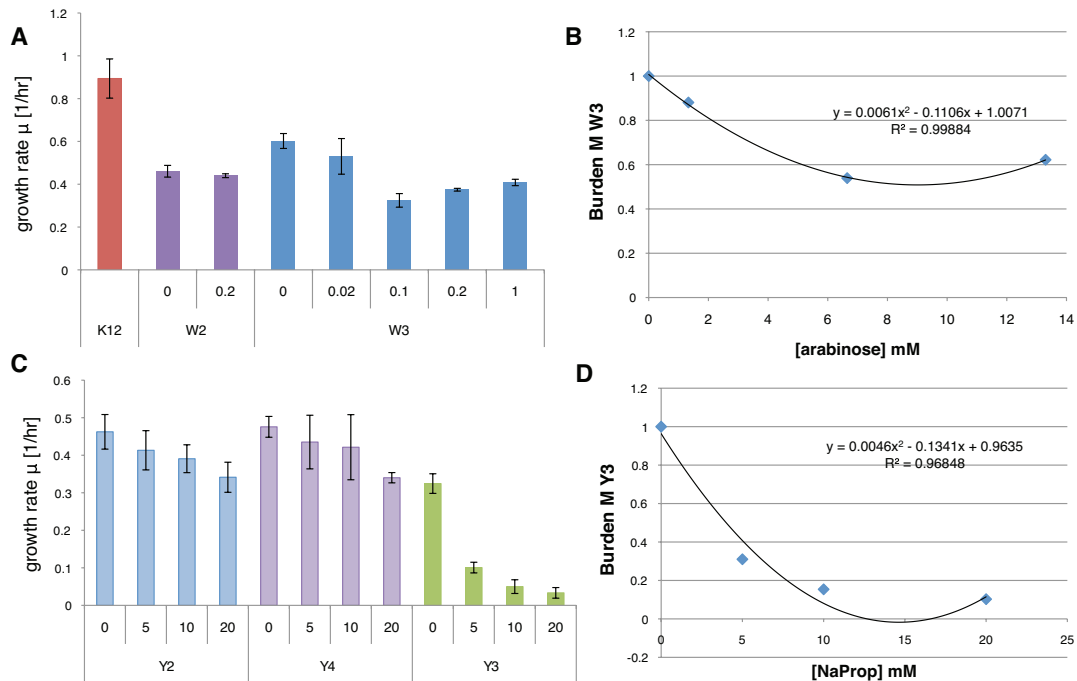 A
growth rate μ [1/hr]
1.2
1
0.8
0.6
0.4
0.2
0
0 0.2 0 0.02 0.1 0.2 1
K12 W2 W3
B
Burden M W3
1.2
1
0.8
0.6
0.4
0.2
0
y = 0.0061x² - 0.1106x + 1.0071
R² = 0.99884
0 2 4 6 8 10 12 14
[arabinose] mM
C
growth rate μ [1/hr]
0.6
0.5
0.4
0.3
0.2
0.1
0
0 5 10 20 0 5 10 20 0 5 10 20
Y2 Y4 Y3
D
Burden M Y3
1.2
1
0.8
0.6
0.4
0.2
0
-0.2
y = 0.0046x² - 0.1341x + 0.9635
R² = 0.96848
0 5 10 15 20 25
[NaProp] mM